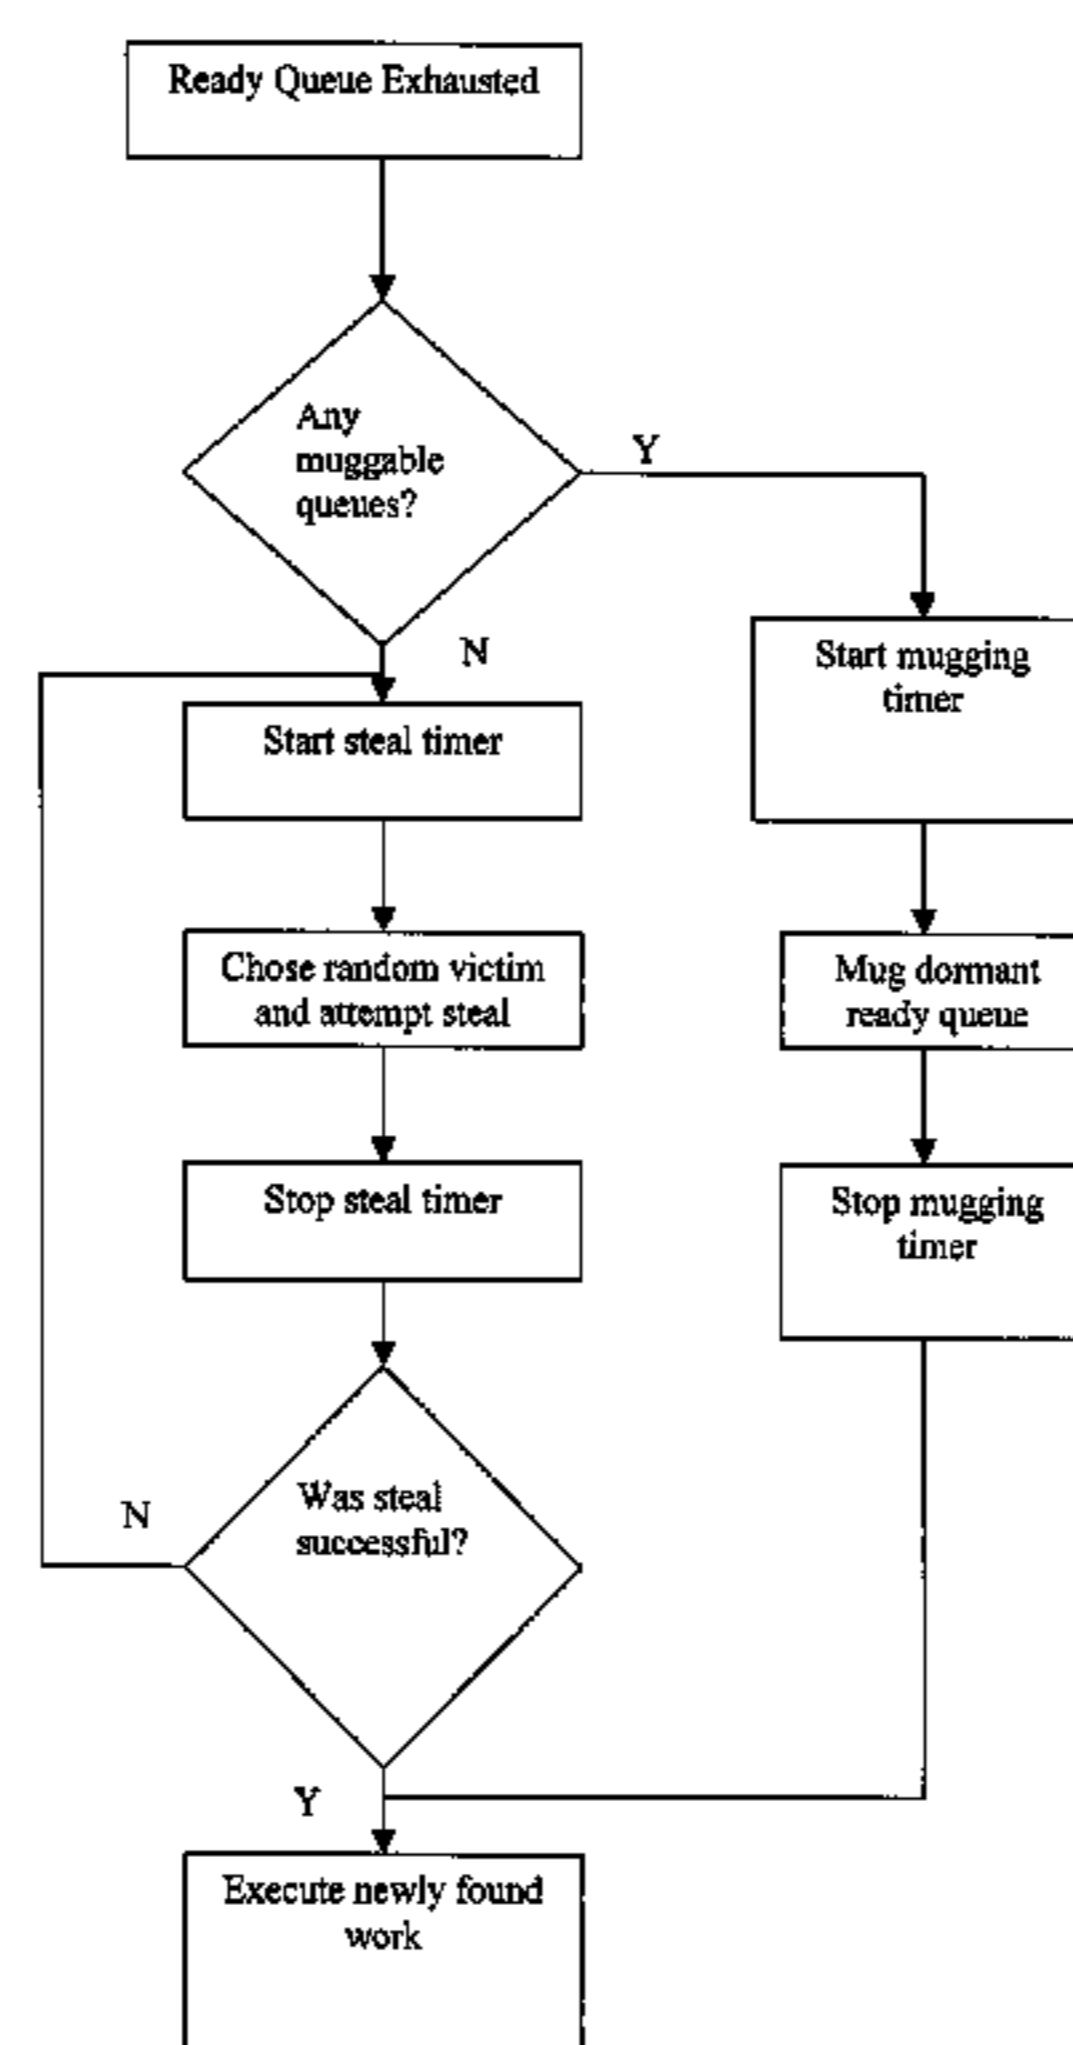 Ready Queue Exhausted
Any
muggable
queues?
Y
N
Start mugging
timer
Start steal timer
Chose random victim
and attempt steal
Mug dormant
ready queue
Stop steal timer
Stop mugging
timer
Was steal
successful?
N
Y
Execute newly found
work